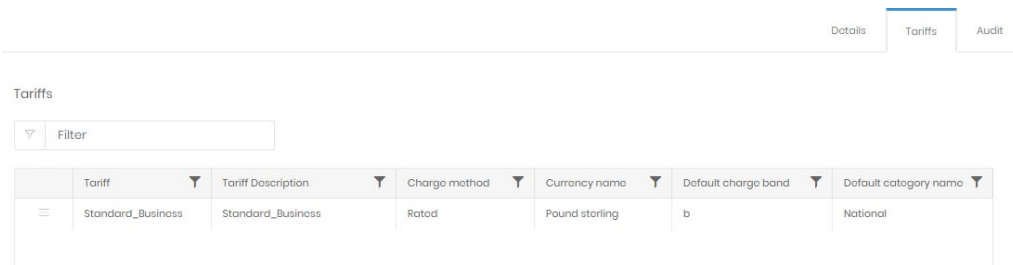 Details Tariffs Audit
Tariffs
Filter
Tariff Tariff Description Charge method Currency name Default charge band Default category name
Standard_Business Standard_Business Rated Pound sterling b National